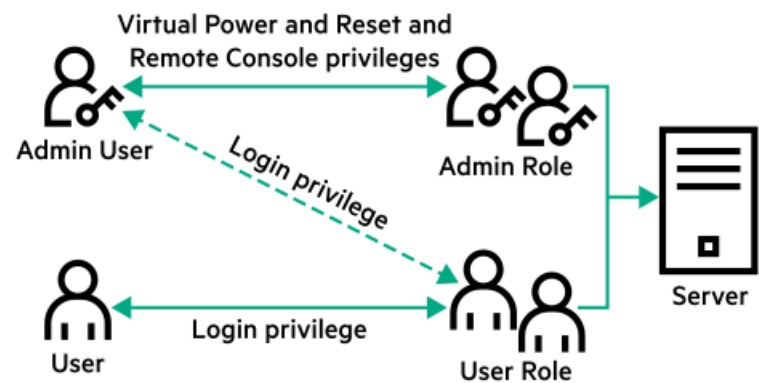 Virtual Power and Reset and
Remote Console privileges
Admin User
Admin Role
Login privilege
Server
Login privilege
User
User Role